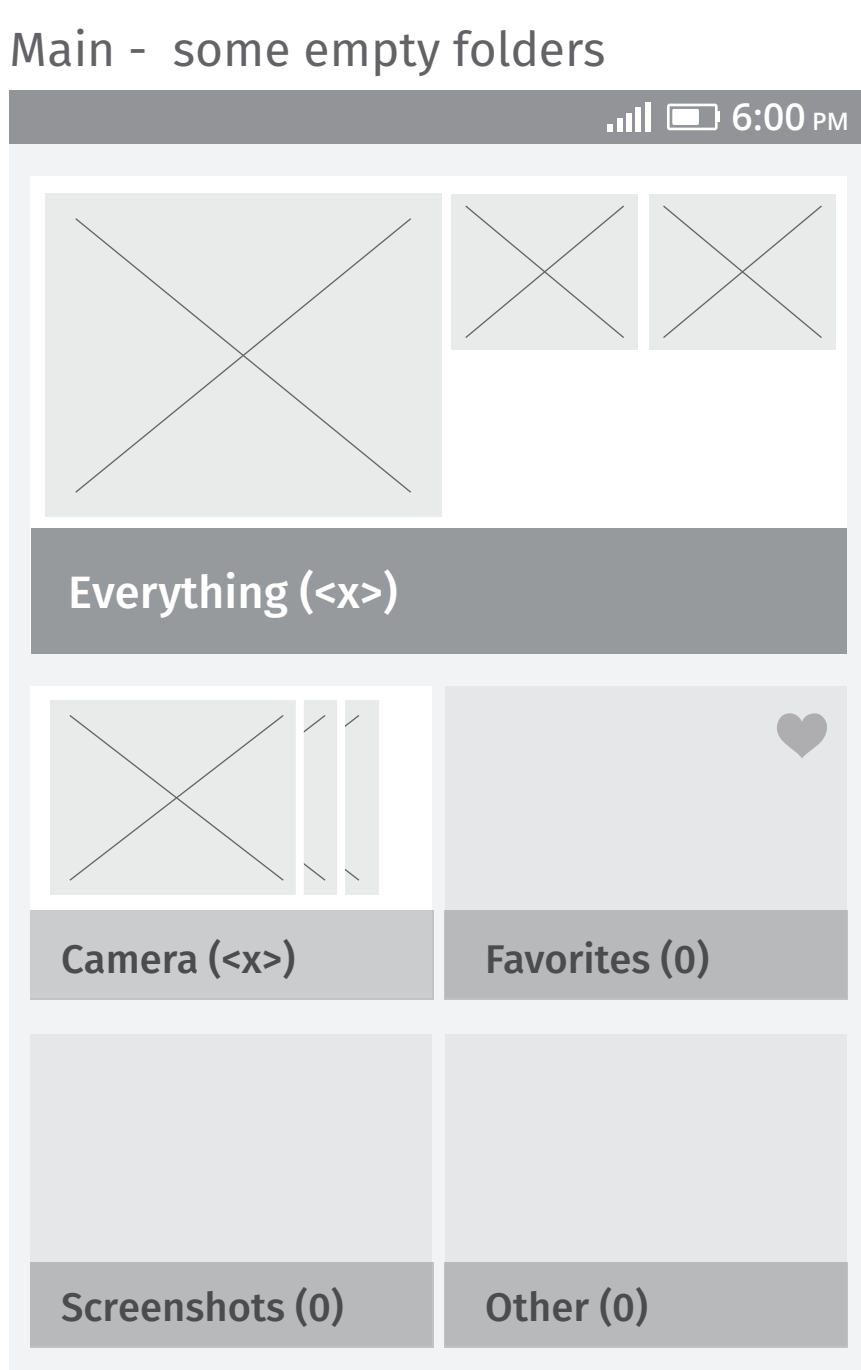 Main -  some empty folders
6:00 PM
Everything (<x>)
Camera (<x>)
Favorites (0)
Screenshots (0)
Other (0)